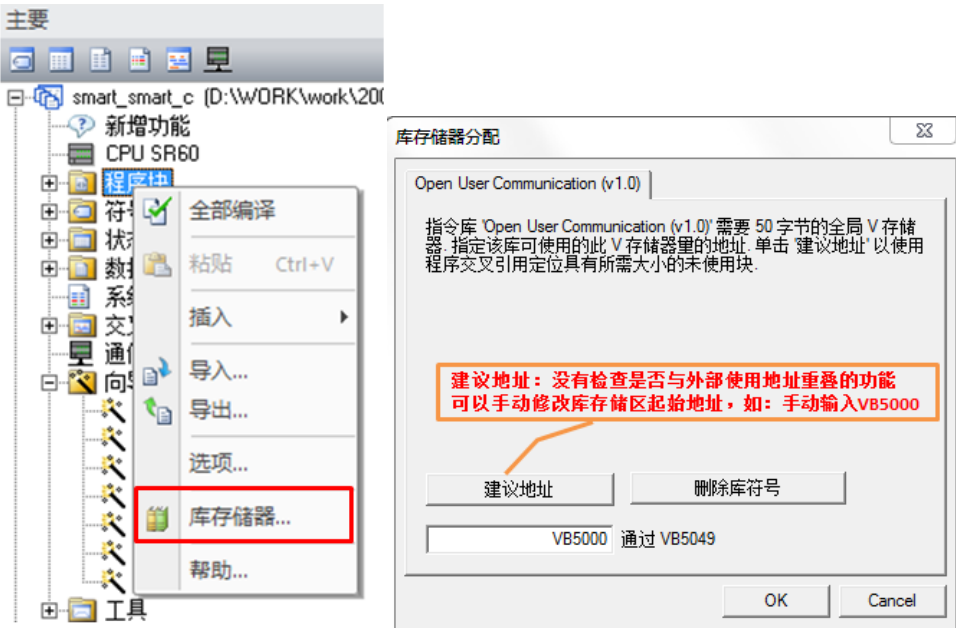 主要
smart_smart_c (D:\WORK\work\200
新增功能
CPU SR60
程序块
符
状
数
系
交
通信
向导
工具
全部编译
粘贴 Ctrl+V
插入
导入...
导出...
选项...
库存储器...
帮助...
库存储器分配
Open User Communication (v1.0)
指令库 'Open User Communication (v1.0)' 需要 50 字节的全局 V 存储
器. 指定该库可使用的此 V 存储器量的地址. 单击 '建议地址' 以使用
程序交叉引用定位具有所需大小的未使用块.
建议地址：没有检查是否与外部使用地址重叠的功能
可以手动修改库存储区起始地址，如：手动输入VB5000
建议地址
删除库符号
VB5000 通过 VB5049
OK
Cancel